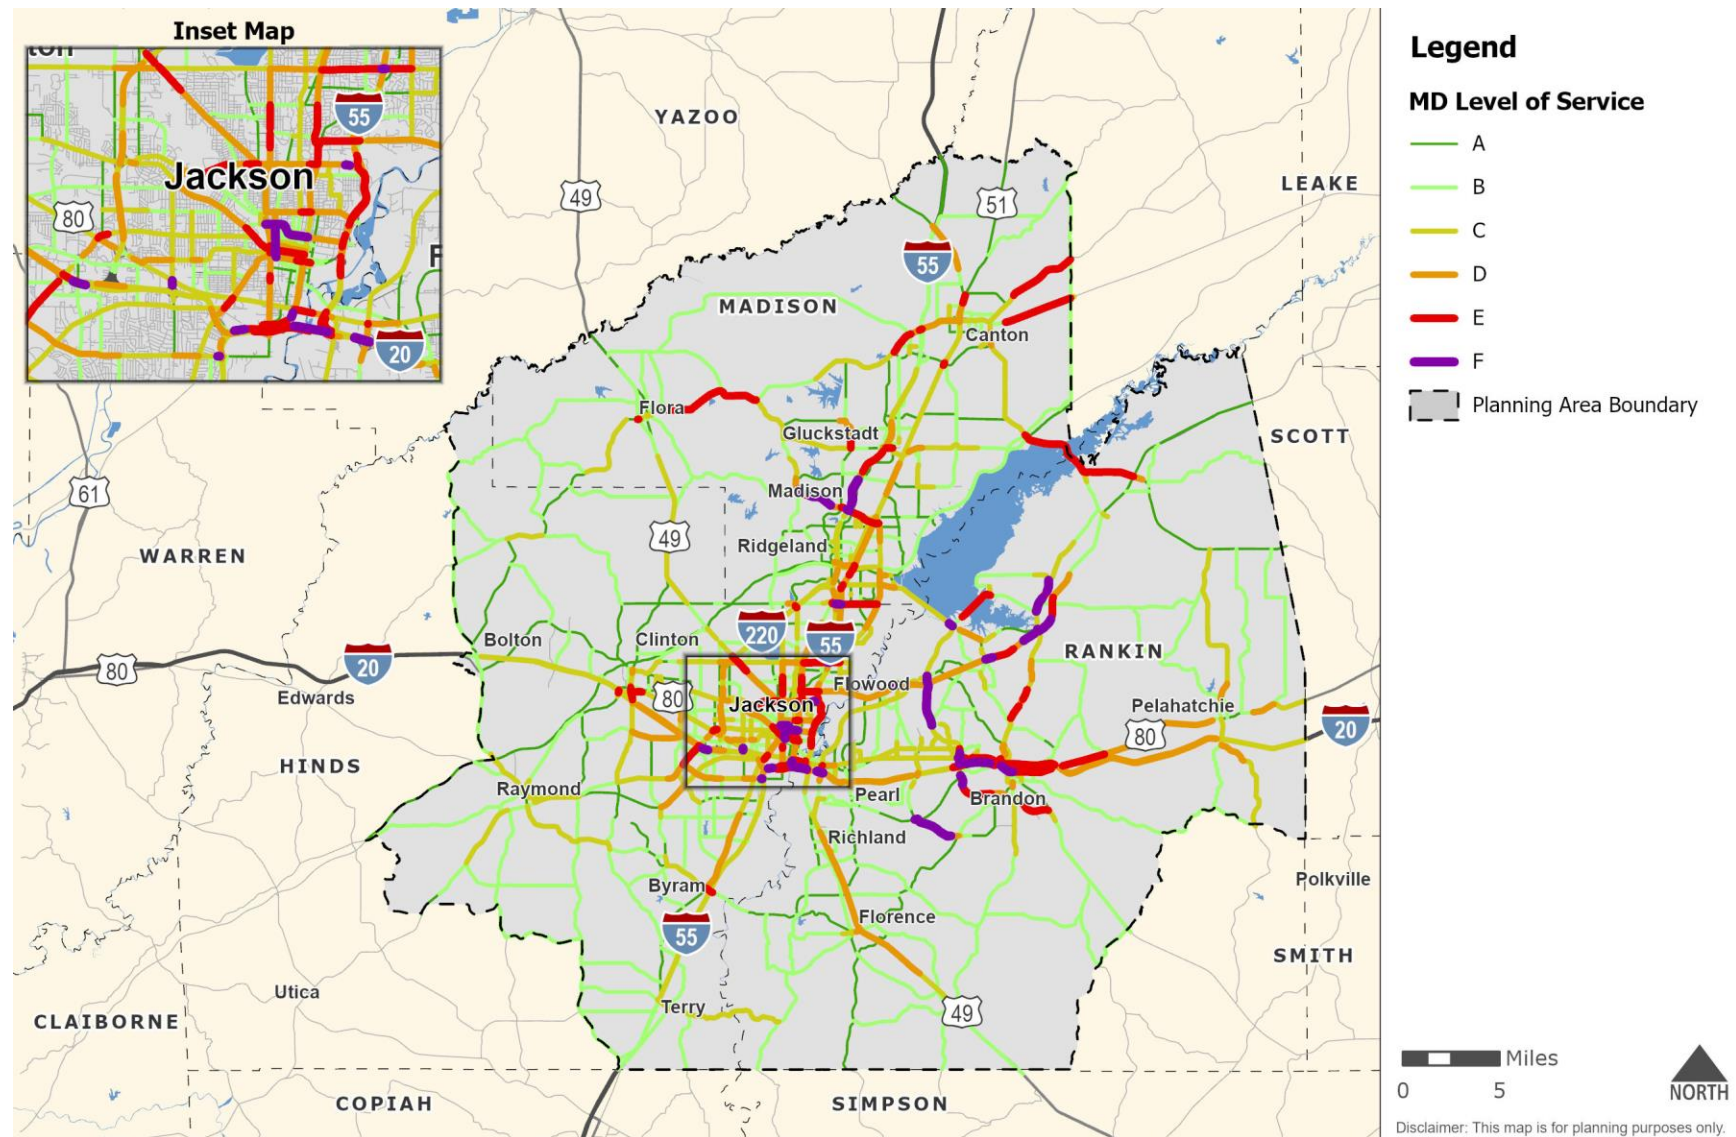 Inset Map
ton
55
Jackson
80
F
20
YAZOO
49
51
LEAKE
55
MADISON
Canton
Flora
Gluckstadt
SCOTT
61
Madison
49
Ridgeland
WARREN
220
55
Bolton
Clinton
RANKIN
80
20
80
Flowood
Edwards
Jackson
Pelahatchie
80
20
HINDS
Raymond
Pearl
Brandon
Richland
Byram
Polkville
55
Florence
SMITH
Utica
Terry
49
CLAIBORNE
COPIAH
SIMPSON
Legend
MD Level of Service
A
B
C
D
E
F
Planning Area Boundary
Miles
0 5
NORTH
Disclaimer: This map is for planning purposes only.